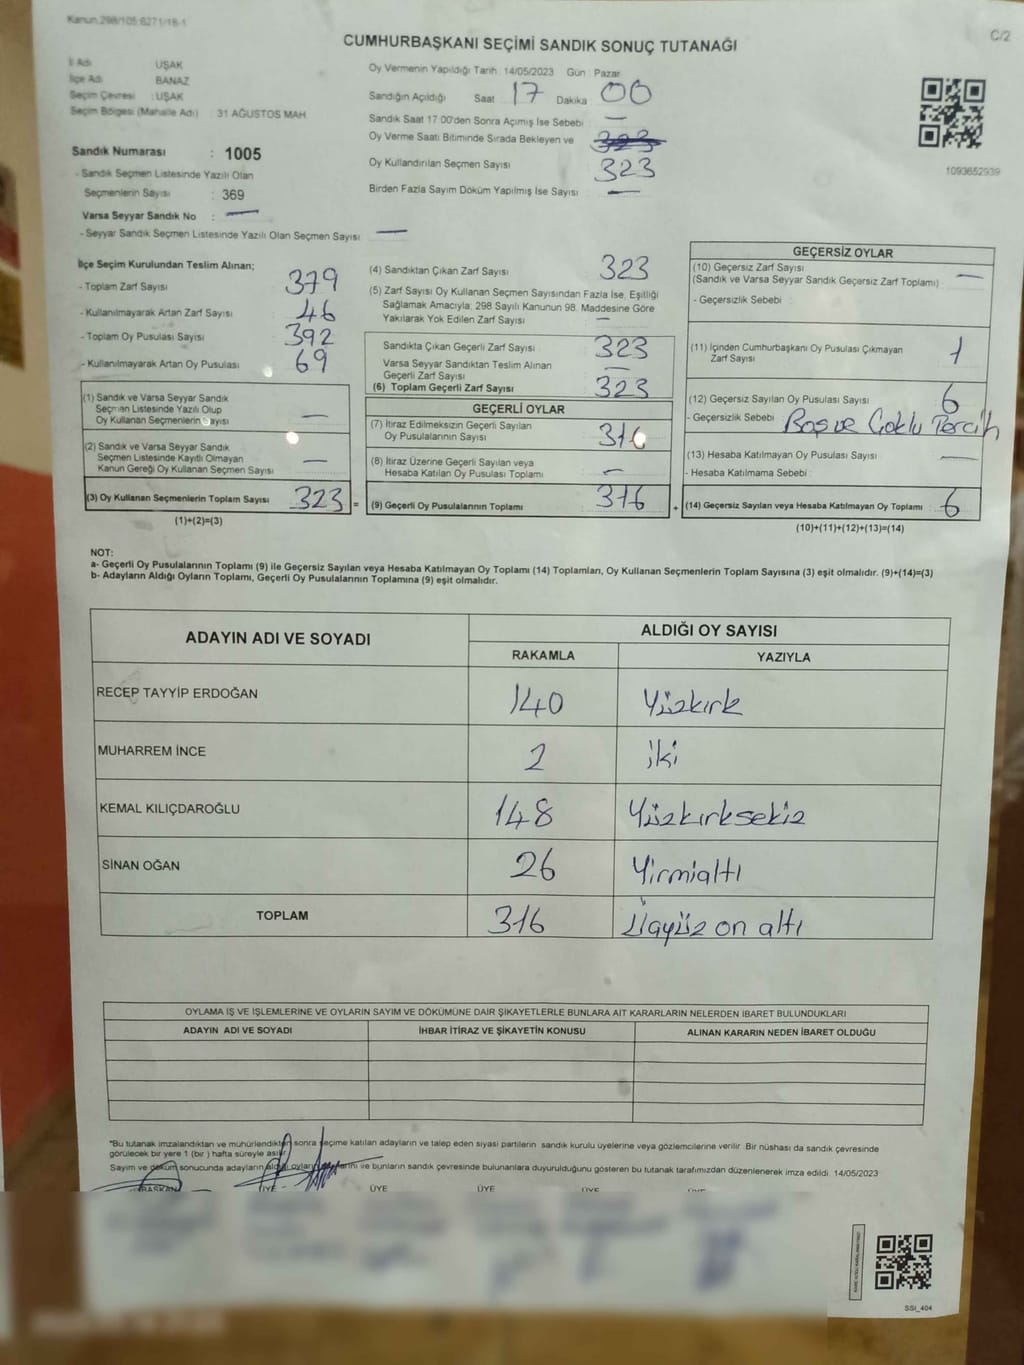 Kanun.298/105:6271/18-1
C/2
CUMHURBAŞKANI SEÇİMİ SANDIK SONUÇ TUTANAĞI
İl Adı : UŞAK
İlçe Adı : BANAZ
Seçim Çevresi : UŞAK
Seçim Bölgesi (Mahalle Adı) : 31 AĞUSTOS MAH
Sandık Numarası : 1005
- Sandık Seçmen Listesinde Yazılı Olan
Seçmenlerin Sayısı : 369
Varsa Seyyar Sandık No : —
- Seyyar Sandık Seçmen Listesinde Yazılı Olan Seçmen Sayısı : —
Oy Vermenin Yapıldığı Tarih : 14/05/2023 Gün : Pazar
Sandığın Açıldığı Saat 17 Dakika 00
Sandık Saat 17:00'den Sonra Açımış İse Sebebi —
Oy Verme Saati Bitiminde Sırada Bekleyen ve 323
Oy Kullandırılan Seçmen Sayısı 323
Birden Fazla Sayım Döküm Yapılmış İse Sayısı —
1093652939
İlçe Seçim Kurulundan Teslim Alınan;
- Toplam Zarf Sayısı 379
- Kullanılmayarak Artan Zarf Sayısı 46
- Toplam Oy Pusulası Sayısı 392
- Kullanılmayarak Artan Oy Pusulası 69
(1) Sandık ve Varsa Seyyar Sandık
Seçmen Listesinde Yazılı Olup
Oy Kullanan Seçmenlerin Sayısı —
(2) Sandık ve Varsa Seyyar Sandık
Seçmen Listesinde Kayıtlı Olmayan
Kanun Gereği Oy Kullanan Seçmen Sayısı —
(3) Oy Kullanan Seçmenlerin Toplam Sayısı 323 =
(1)+(2)=(3)
(4) Sandıktan Çıkan Zarf Sayısı 323
(5) Zarf Sayısı Oy Kullanan Seçmen Sayısından Fazla İse, Eşitliği
Sağlamak Amacıyla; 298 Sayılı Kanunun 98. Maddesine Göre
Yakılarak Yok Edilen Zarf Sayısı —
Sandıkta Çıkan Geçerli Zarf Sayısı 323
Varsa Seyyar Sandıktan Teslim Alınan
Geçerli Zarf Sayısı —
(6) Toplam Geçerli Zarf Sayısı 323
GEÇERLİ OYLAR
(7) İtiraz Edilmeksizin Geçerli Sayılan
Oy Pusulalarının Sayısı 316
(8) İtiraz Üzerine Geçerli Sayılan veya
Hesaba Katılan Oy Pusulası Toplamı —
(9) Geçerli Oy Pusulalarının Toplamı 316 +
GEÇERSİZ OYLAR
(10) Geçersiz Zarf Sayısı
(Sandık ve Varsa Seyyar Sandık Geçersiz Zarf Toplamı) —
- Geçersizlik Sebebi :
(11) İçinden Cumhurbaşkanı Oy Pusulası Çıkmayan
Zarf Sayısı 1
(12) Geçersiz Sayılan Oy Pusulası Sayısı 6
- Geçersizlik Sebebi : Boş ve Çoklu Tercih
(13) Hesaba Katılmayan Oy Pusulası Sayısı —
- Hesaba Katılmama Sebebi :
(14) Geçersiz Sayılan veya Hesaba Katılmayan Oy Toplamı 6
(10)+(11)+(12)+(13)=(14)
NOT:
a- Geçerli Oy Pusulalarının Toplamı (9) ile Geçersiz Sayılan veya Hesaba Katılmayan Oy Toplamı (14) Toplamları, Oy Kullanan Seçmenlerin Toplam Sayısına (3) eşit olmalıdır. (9)+(14)=(3)
b- Adayların Aldığı Oyların Toplamı, Geçerli Oy Pusulalarının Toplamına (9) eşit olmalıdır.
ADAYIN ADI VE SOYADI
ALDIĞI OY SAYISI
RAKAMLA YAZIYLA
RECEP TAYYİP ERDOĞAN 140 Yüzkırk
MUHARREM İNCE 2 iki
KEMAL KILIÇDAROĞLU 148 Yüzkırksekiz
SİNAN OĞAN 26 Yirmialtı
TOPLAM 316 Üçyüz on altı
OYLAMA İŞ VE İŞLEMLERİNE VE OYLARIN SAYIM VE DÖKÜMÜNE DAİR ŞİKAYETLERLE BUNLARA AİT KARARLARIN NELERDEN İBARET BULUNDUKLARI
ADAYIN ADI VE SOYADI İHBAR İTİRAZ VE ŞİKAYETİN KONUSU ALINAN KARARIN NEDEN İBARET OLDUĞU
*Bu tutanak imzalandıktan ve mühürlendikten sonra seçime katılan adayların ve talep eden siyasi partilerin sandık kurulu üyelerine veya gözlemcilerine verilir. Bir nüshası da sandık çevresinde
görülecek bir yere 1 (bir) hafta süreyle asılır.
Sayım ve döküm sonucunda adayların aldığı oyların ve bunların sandık çevresinde bulunanlara duyurulduğunu gösteren bu tutanak tarafımızdan düzenlenerek imza edildi. 14/05/2023
BAŞKAN ÜYE ÜYE ÜYE ÜYE ÜYE
SSI_404